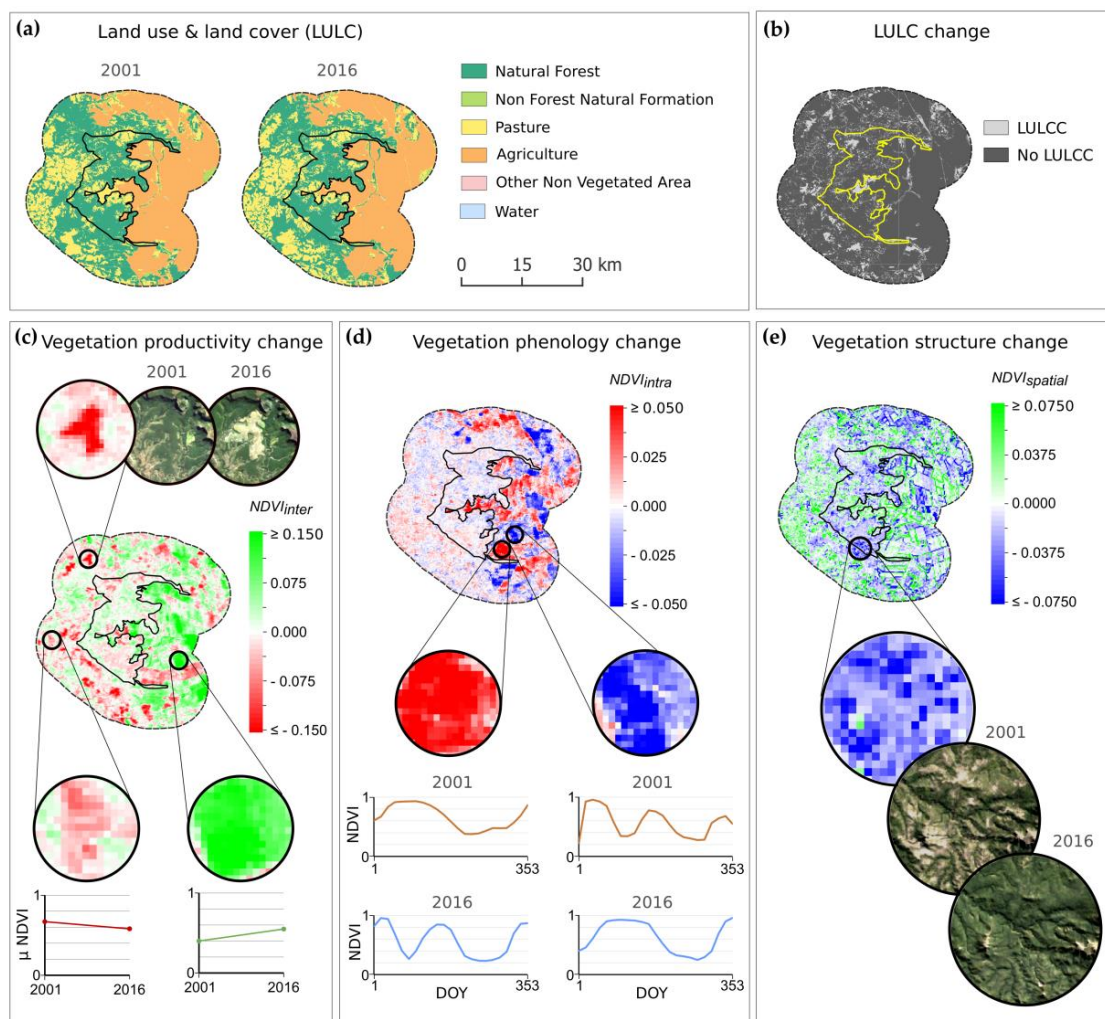 (a) Land use & land cover (LULC)
2001
2016
Natural Forest
Non Forest Natural Formation
Pasture
Agriculture
Other Non Vegetated Area
Water
0 15 30 km
(b) LULC change
LULCC
No LULCC
(c) Vegetation productivity change
2001 2016
NDVIinter
≥ 0.150
0.075
0.000
- 0.075
≤ - 0.150
1
μ NDVI
0
2001 2016
1
0
2001 2016
(d) Vegetation phenology change
NDVIintra
≥ 0.050
0.025
0.000
- 0.025
≤ - 0.050
2001
1
NDVI
0
1 353
2001
1
0
1 353
2016
1
NDVI
0
1 353
2016
1
0
1 353
DOY
(e) Vegetation structure change
NDVIspatial
≥ 0.0750
0.0375
0.0000
- 0.0375
≤ - 0.0750
2001
2016